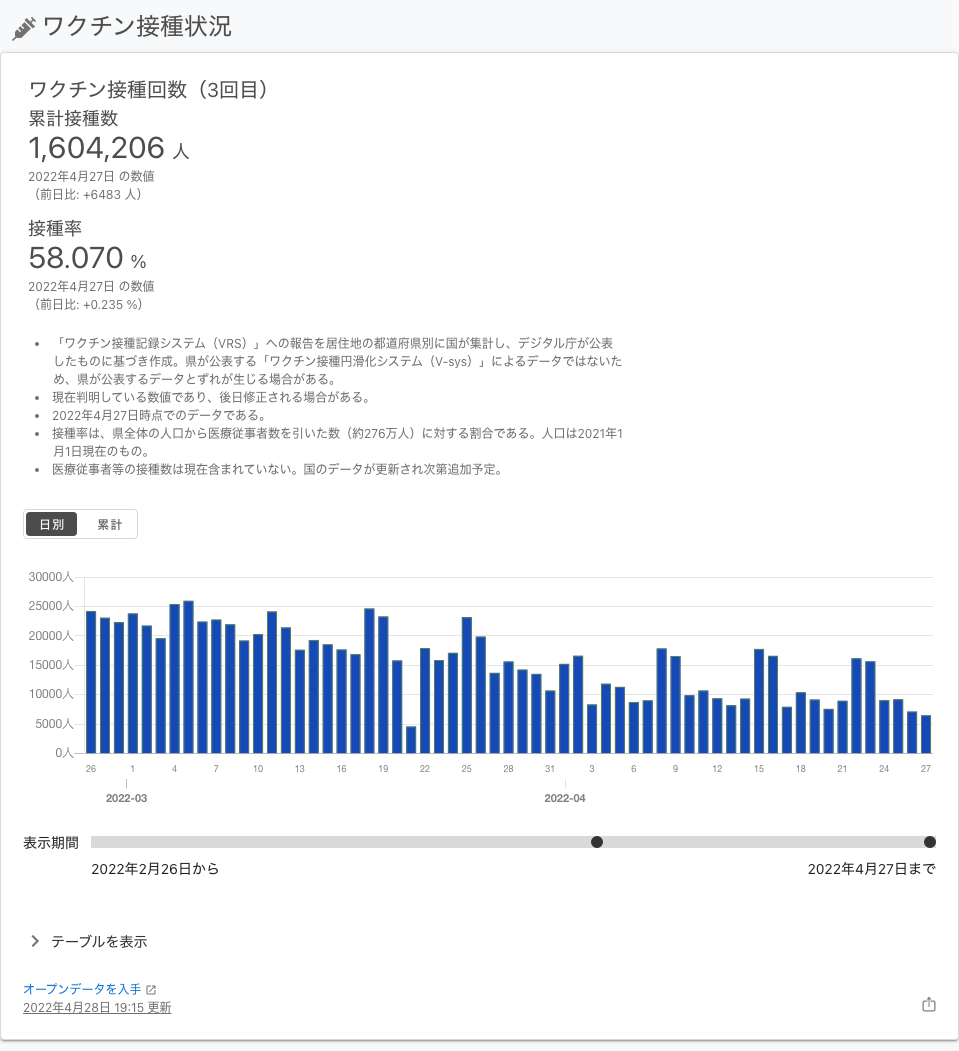 ワクチン接種状況
ワクチン接種回数（3回目）
累計接種数
1,604,206 人
2022年4月27日 の数値
（前日比: +6483 人）
接種率
58.070 %
2022年4月27日 の数値
（前日比: +0.235 %）
• 「ワクチン接種記録システム（VRS）」への報告を居住地の都道府県別に国が集計し、デジタル庁が公表
したものに基づき作成。県が公表する「ワクチン接種円滑化システム（V-sys）」によるデータではないた
め、県が公表するデータとずれが生じる場合がある。
• 現在判明している数値であり、後日修正される場合がある。
• 2022年4月27日時点でのデータである。
• 接種率は、県全体の人口から医療従事者数を引いた数（約276万人）に対する割合である。人口は2021年1
月1日現在のもの。
• 医療従事者等の接種数は現在含まれていない。国のデータが更新され次第追加予定。
日別 累計
30000人
25000人
20000人
15000人
10000人
5000人
0人
26 1 4 7 10 13 16 19 22 25 28 31 3 6 9 12 15 18 21 24 27
2022-03 2022-04
表示期間
2022年2月26日から 2022年4月27日まで
テーブルを表示
オープンデータを入手
2022年4月28日 19:15 更新